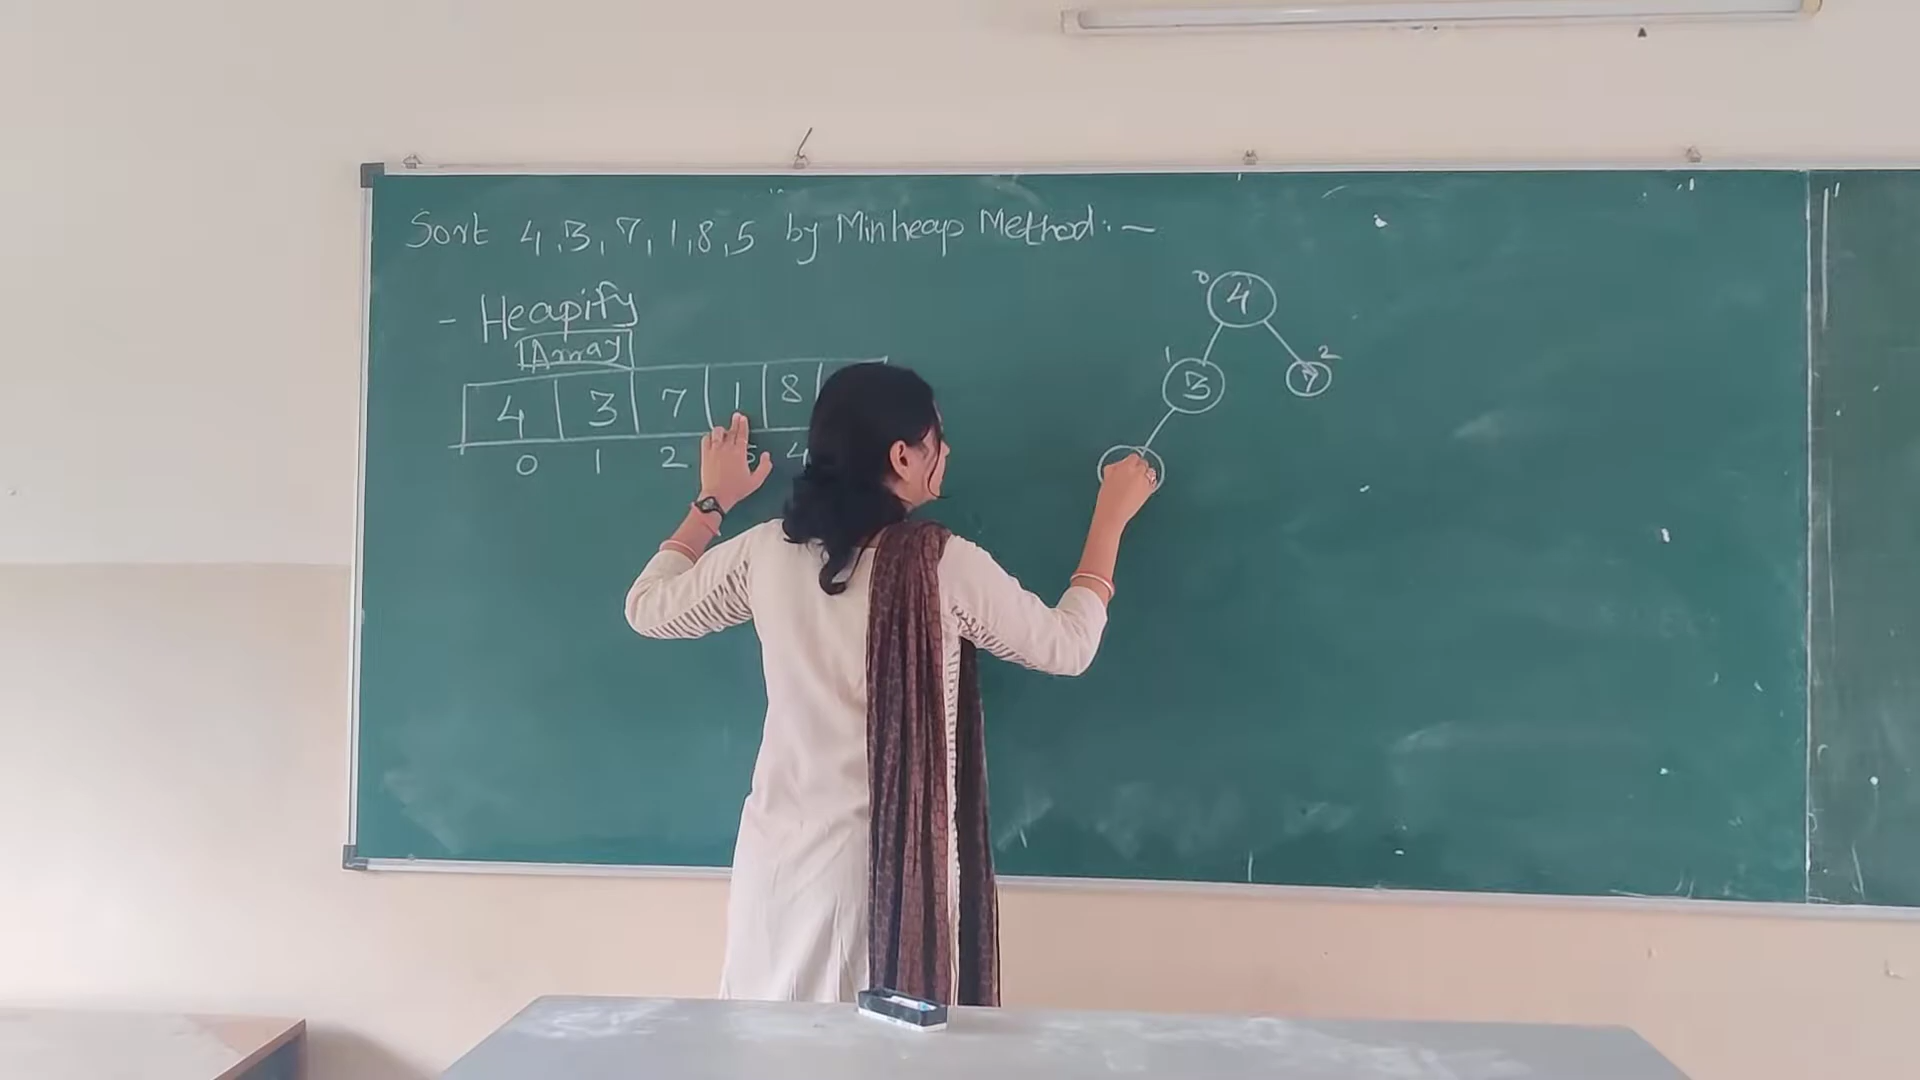 Sort 4,3,7,1,8,5 by Minheap Method:-
- Heapify
Array
4 3 7 1 8
0 1 2 4
0 4
1 3
2 7